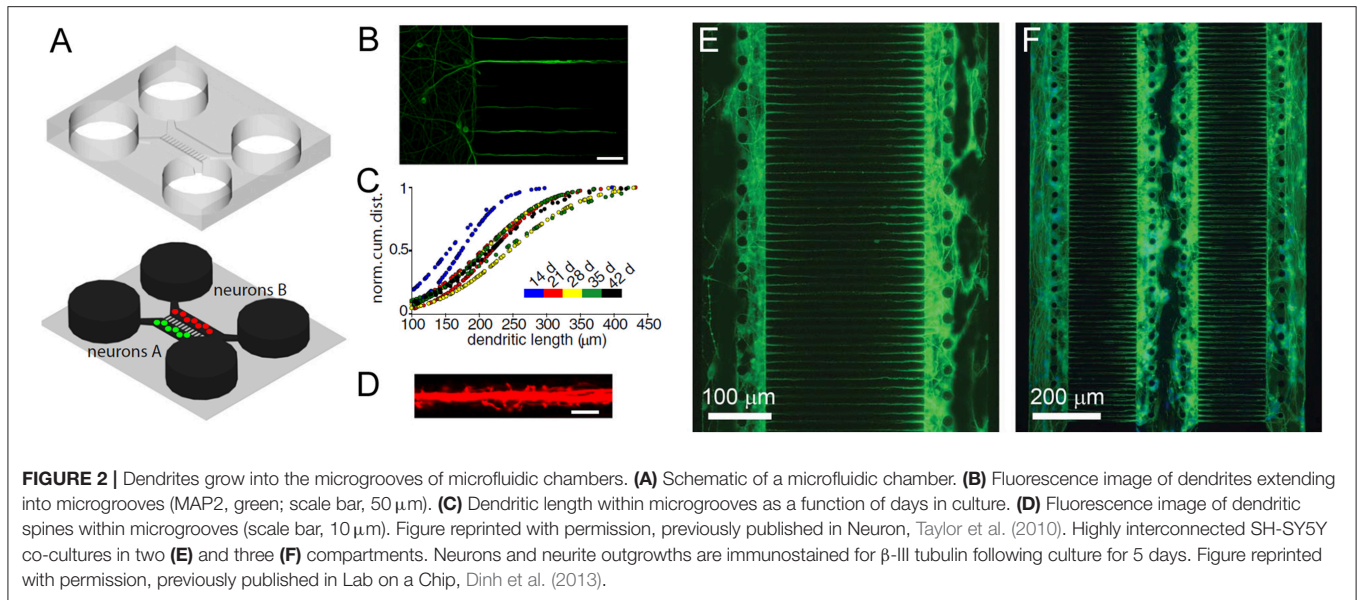 A
neurons B
neurons A
B
C
norm. cum. dist.
1
0.5
0
14 d
21 d
28 d
35 d
42 d
100 150 200 250 300 350 400 450
dendritic length (μm)
D
E
100 μm
F
200 μm
FIGURE 2 | Dendrites grow into the microgrooves of microfluidic chambers. (A) Schematic of a microfluidic chamber. (B) Fluorescence image of dendrites extending
into microgrooves (MAP2, green; scale bar, 50 μm). (C) Dendritic length within microgrooves as a function of days in culture. (D) Fluorescence image of dendritic
spines within microgrooves (scale bar, 10 μm). Figure reprinted with permission, previously published in Neuron, Taylor et al. (2010). Highly interconnected SH-SY5Y
co-cultures in two (E) and three (F) compartments. Neurons and neurite outgrowths are immunostained for β-III tubulin following culture for 5 days. Figure reprinted
with permission, previously published in Lab on a Chip, Dinh et al. (2013).